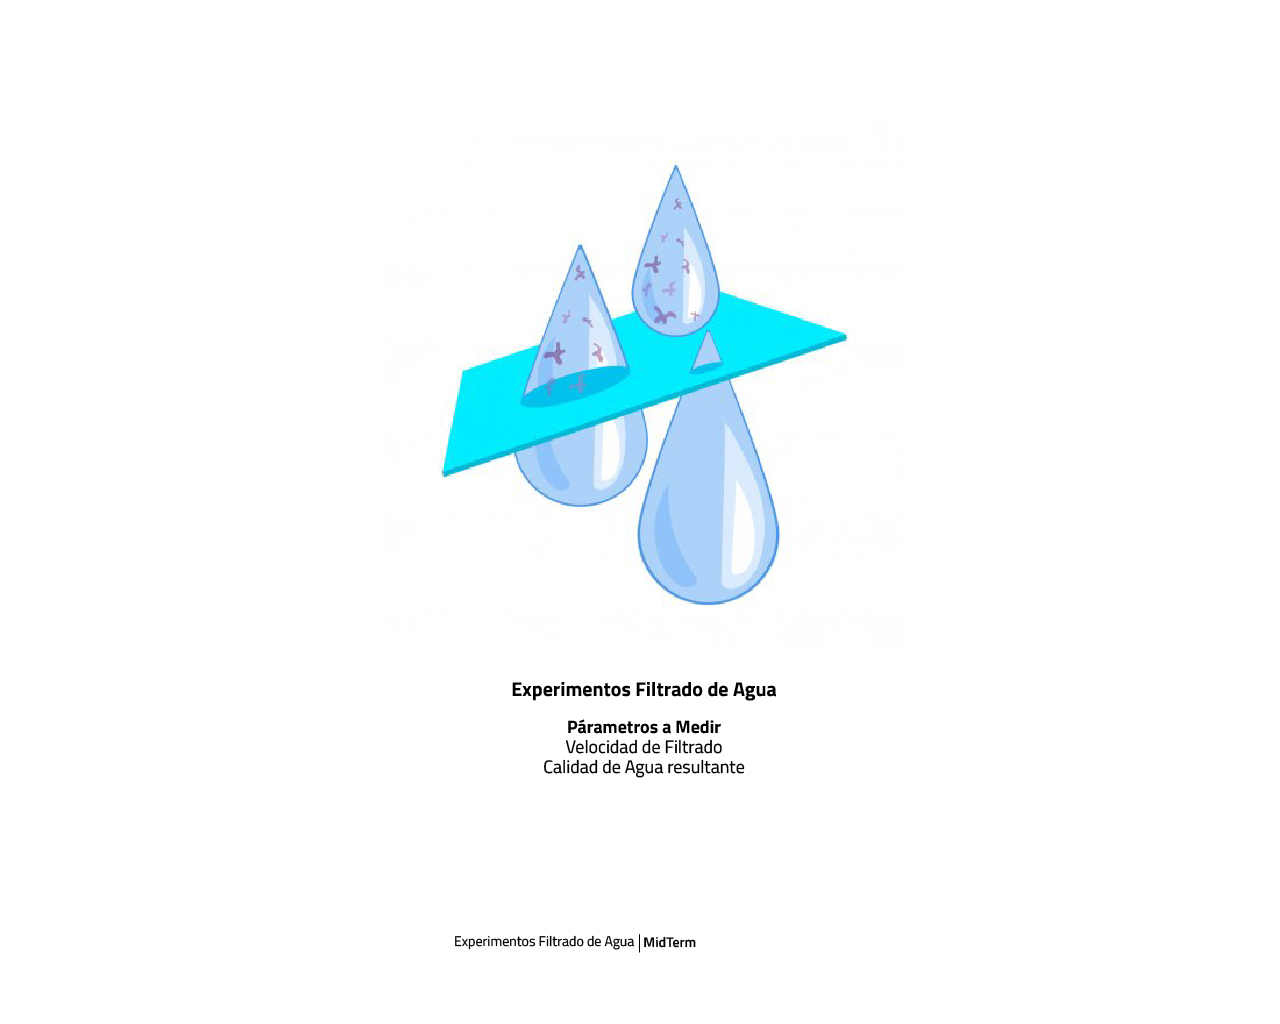 Experimentos Filtrado de Agua
Párametros a Medir
Velocidad de Filtrado
Calidad de Agua resultante
Experimentos Filtrado de Agua | MidTerm